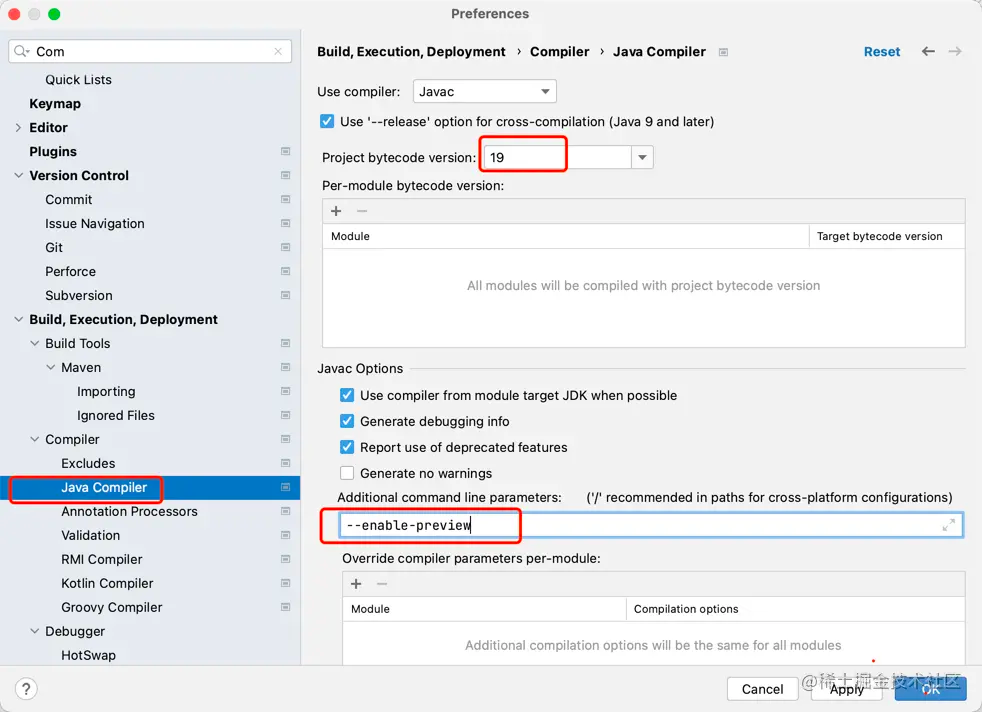 Preferences
Com
Quick Lists
Keymap
Editor
Plugins
Version Control
Commit
Issue Navigation
Git
Perforce
Subversion
Build, Execution, Deployment
Build Tools
Maven
Importing
Ignored Files
Compiler
Excludes
Java Compiler
Annotation Processors
Validation
RMI Compiler
Kotlin Compiler
Groovy Compiler
Debugger
HotSwap
?
Build, Execution, Deployment › Compiler › Java Compiler
Reset
Use compiler: Javac
Use '--release' option for cross-compilation (Java 9 and later)
Project bytecode version: 19
Per-module bytecode version:
Module Target bytecode version
All modules will be compiled with project bytecode version
Javac Options
Use compiler from module target JDK when possible
Generate debugging info
Report use of deprecated features
Generate no warnings
Additional command line parameters: ('/' recommended in paths for cross-platform configurations)
--enable-preview
Override compiler parameters per-module:
Module Compilation options
Additional compilation options will be the same for all modules
Cancel Apply OK
@稀土掘金技术社区